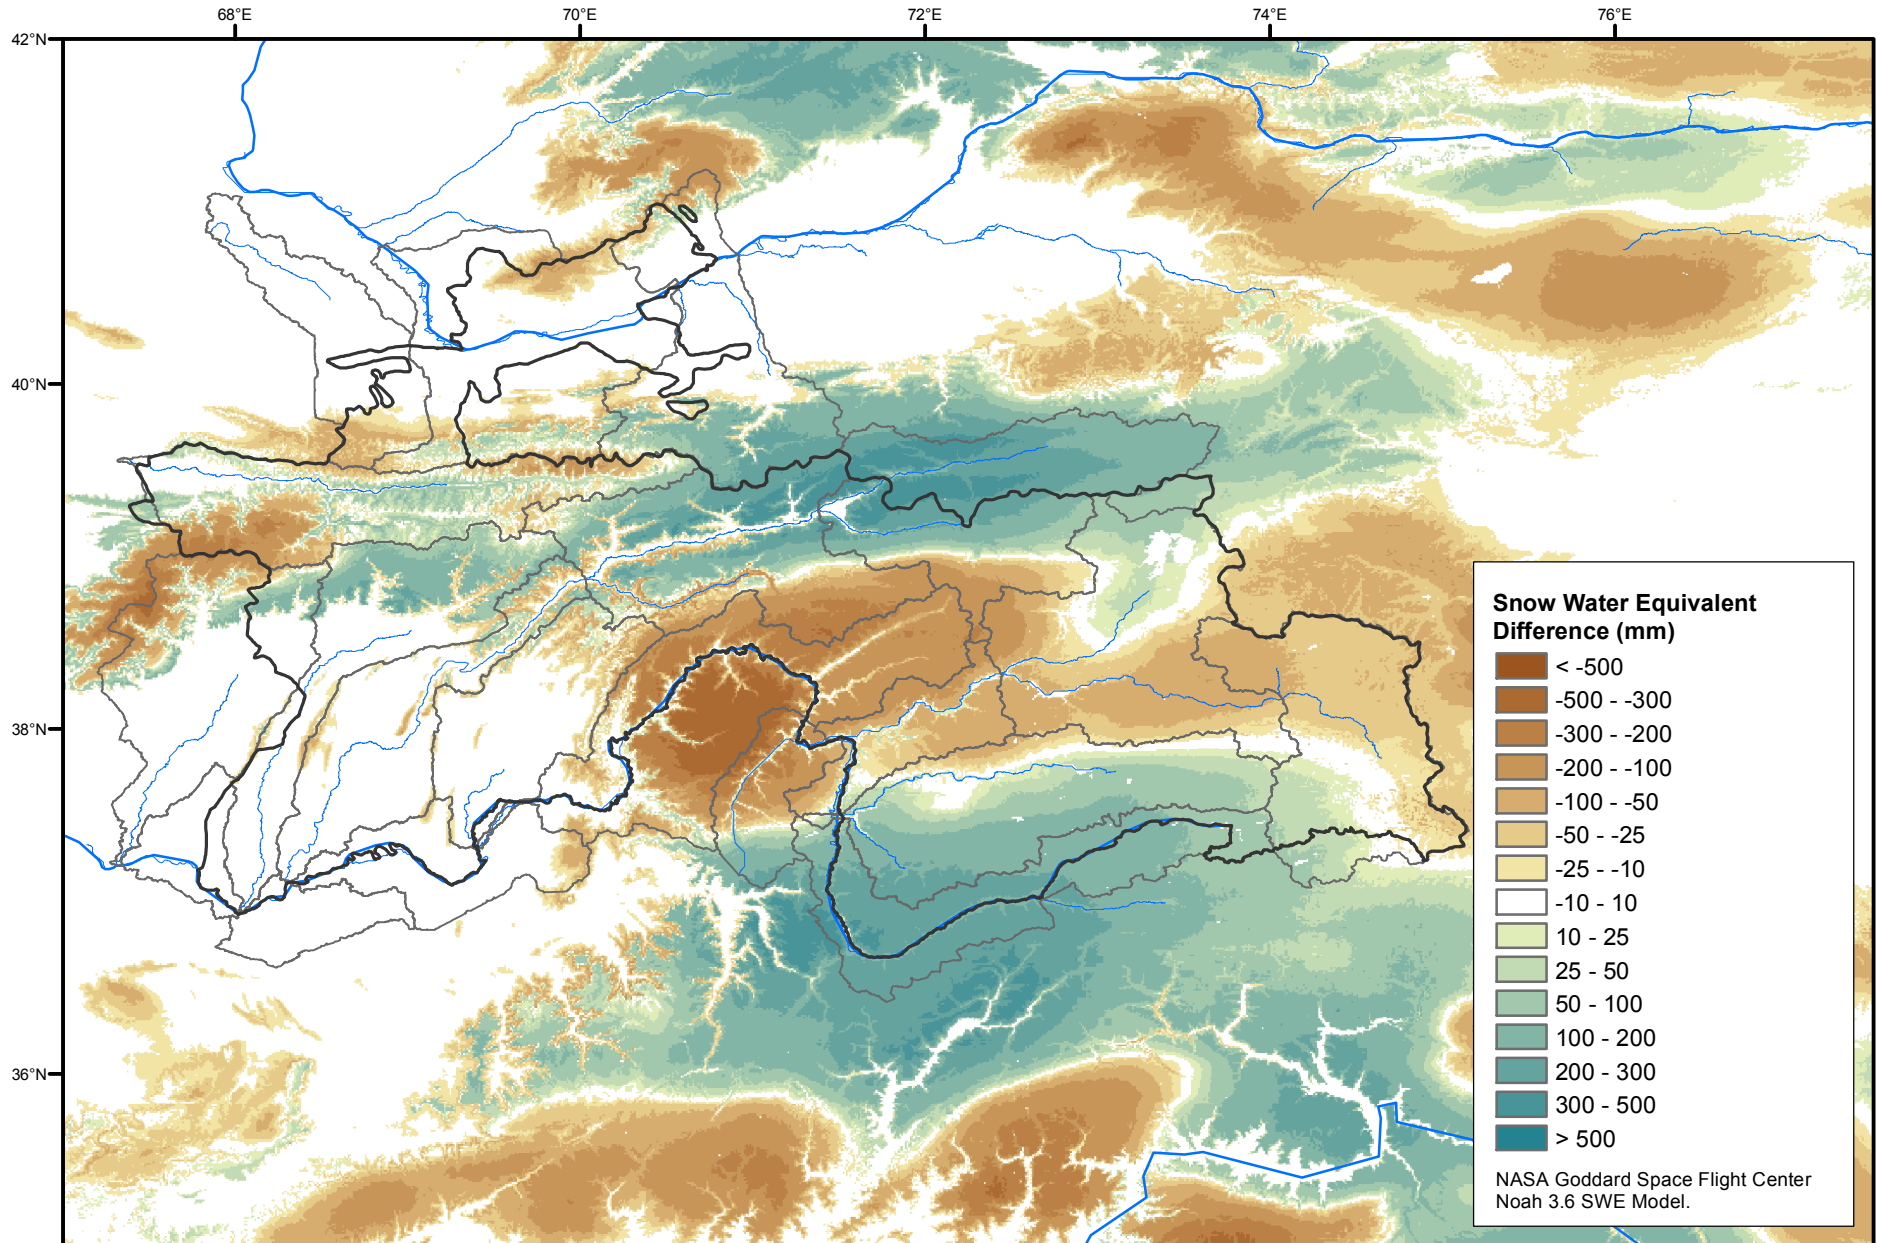 68°E
70°E
72°E
74°E
76°E
42°N
40°N
38°N
36°N
Snow Water Equivalent
Difference (mm)
< -500
-500 - -300
-300 - -200
-200 - -100
-100 - -50
-50 - -25
-25 - -10
-10 - 10
10 - 25
25 - 50
50 - 100
100 - 200
200 - 300
300 - 500
> 500
NASA Goddard Space Flight Center
Noah 3.6 SWE Model.